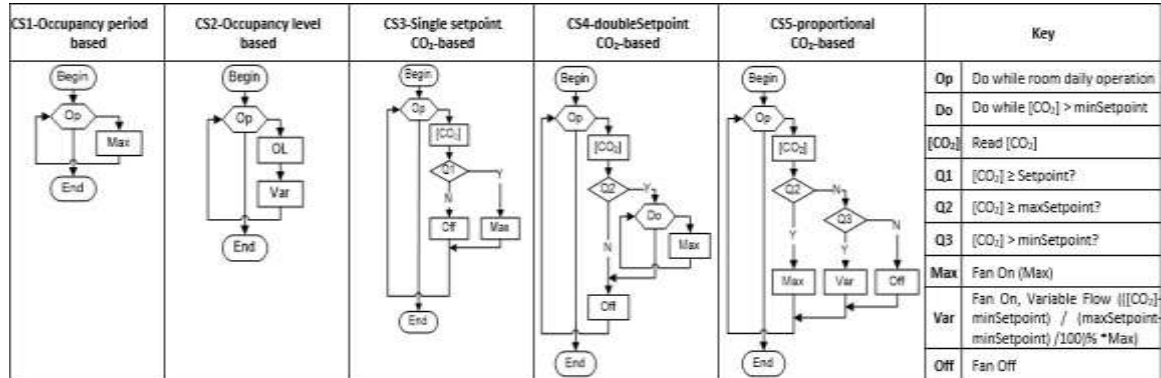 CS1-Occupancy period
based
Begin
Op
Max
End
CS2-Occupancy level
based
Begin
Op
OL
Var
End
CS3-Single setpoint
CO₂-based
Begin
Op
[CO₂]
Q1
Y
N
Off
Max
End
CS4-doubleSetpoint
CO₂-based
Begin
Op
[CO₂]
Q2
Y
Do
Max
N
Off
End
CS5-proportional
CO₂-based
Begin
Op
[CO₂]
Q2
N
Q3
N
Y
Y
Max
Var
Off
End
Key
Op Do while room daily operation
Do Do while [CO₂] > minSetpoint
[CO₂] Read [CO₂]
Q1 [CO₂] ≥ Setpoint?
Q2 [CO₂] ≥ maxSetpoint?
Q3 [CO₂] > minSetpoint?
Max Fan On (Max)
Fan On, Variable Flow (([CO₂]-
Var minSetpoint) / (maxSetpoint-
minSetpoint) /100)% *Max)
Off Fan Off